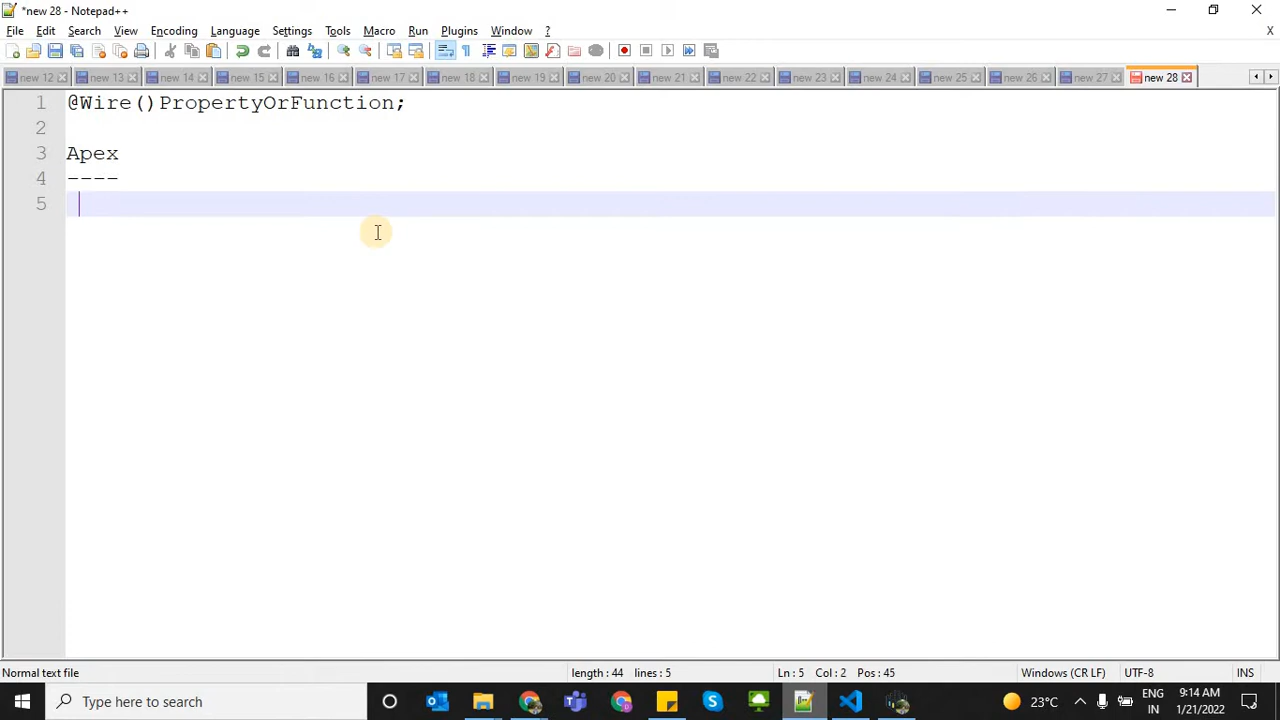 *new 28 - Notepad++
File Edit Search View Encoding Language Settings Tools Macro Run Plugins Window ? X
new 12 new 13 new 14 new 15 new 16 new 17 new 18 new 19 new 20 new 21 new 22 new 23 new 24 new 25 new 26 new 27 new 28
1 @Wire()PropertyOrFunction;
2
3 Apex
4 ----
5
Normal text file length : 44 lines : 5 Ln : 5 Col : 2 Pos : 45 Windows (CR LF) UTF-8 INS
Type here to search 23°C ENG 9:14 AM
IN 1/21/2022